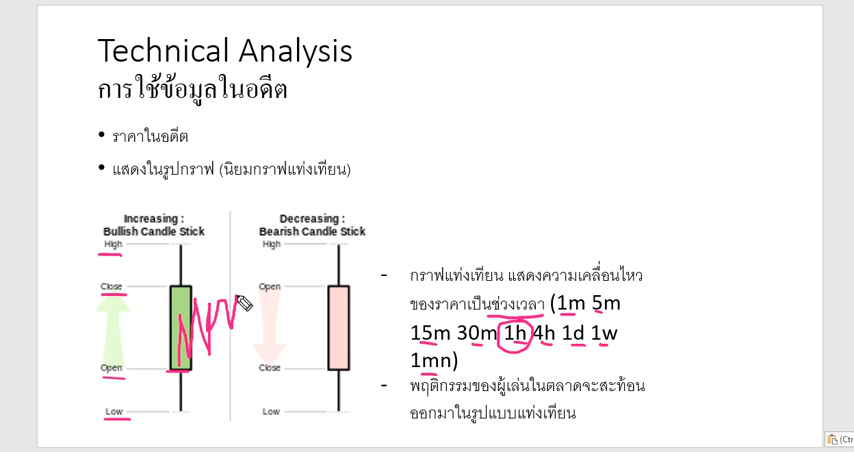 Technical Analysis
การใช้ข้อมูลในอดีต
• ราคาในอดีต
• แสดงในรูปกราฟ (นิยมกราฟแท่งเทียน)
Increasing :
Bullish Candle Stick
High
Close
Open
Low
Decreasing :
Bearish Candle Stick
High
Open
Close
Low
- กราฟแท่งเทียน แสดงความเคลื่อนไหว
ของราคาเป็นช่วงเวลา (1m 5m
15m 30m 1h 4h 1d 1w
1mn)
- พฤติกรรมของผู้เล่นในตลาดจะสะท้อน
ออกมาในรูปแบบแท่งเทียน
(Ctr